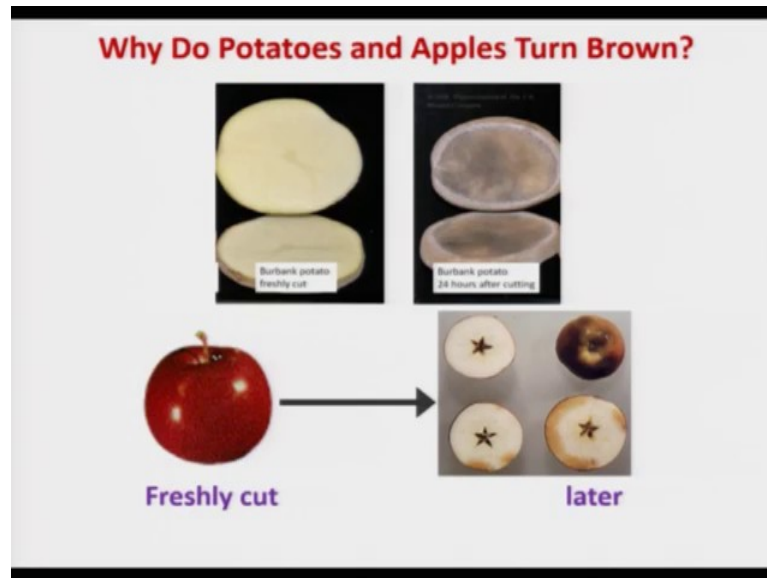 Why Do Potatoes and Apples Turn Brown?
Burbank potato
freshly cut
Burbank potato
24 hours after cutting
Freshly cut
later